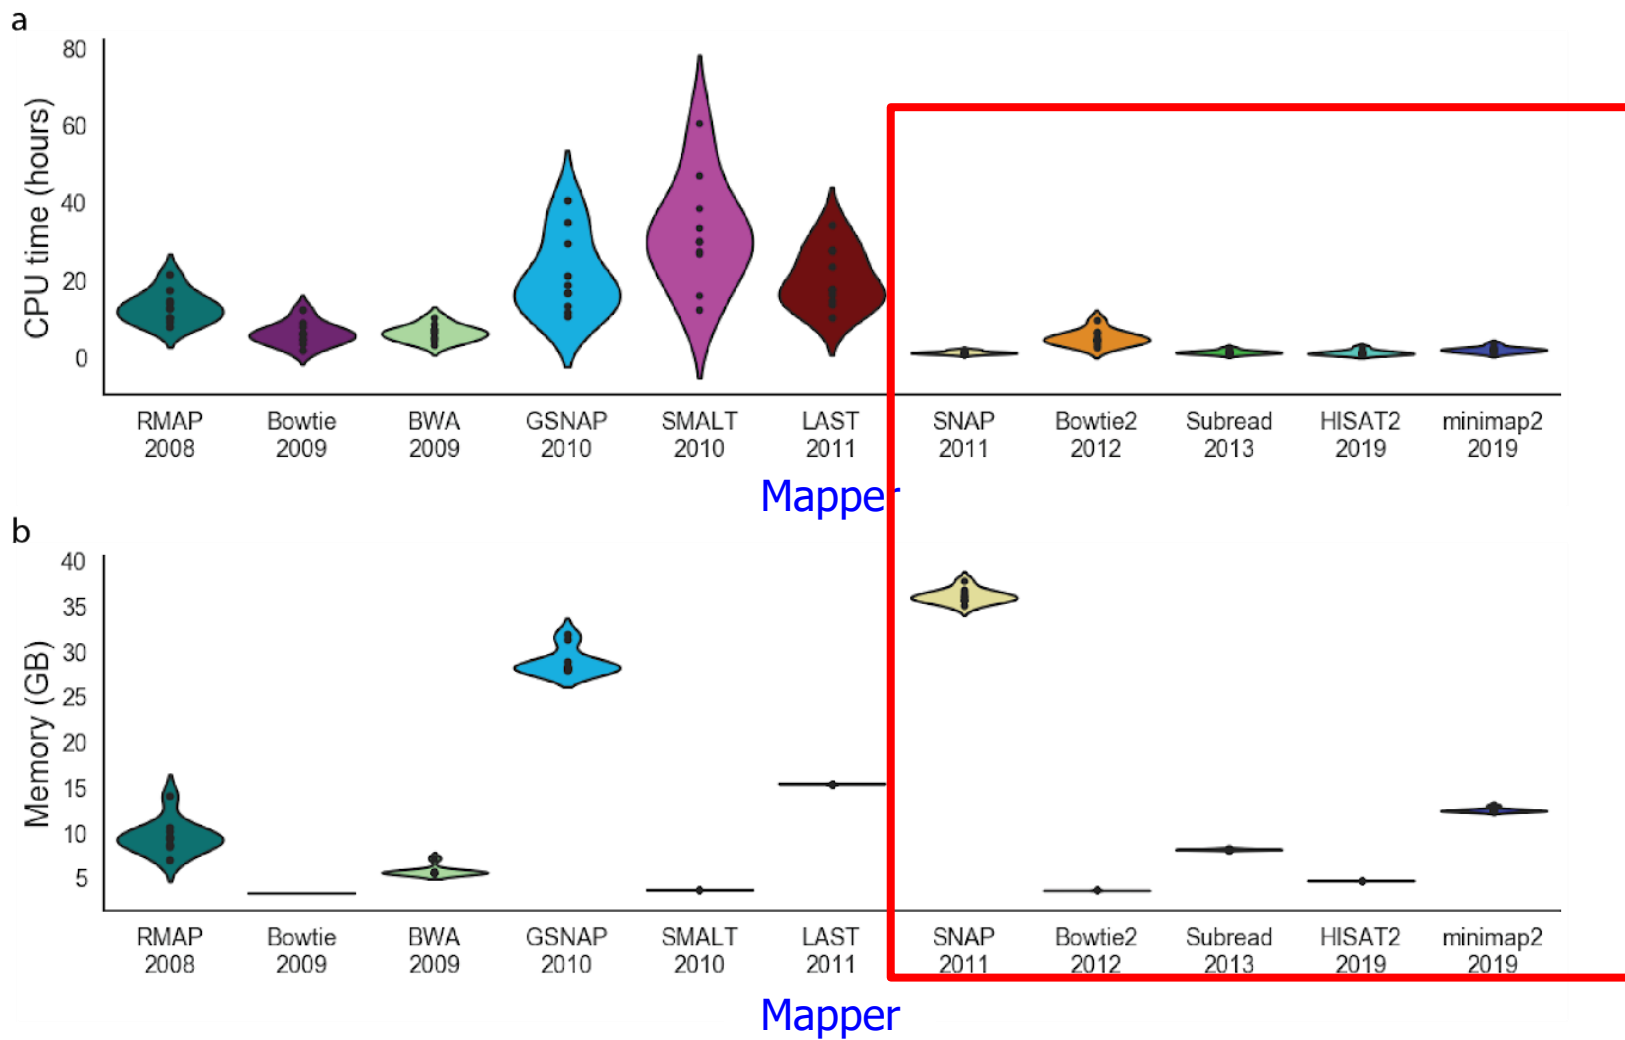 a
CPU time (hours)
80
60
40
20
0
RMAP Bowtie BWA GSNAP SMALT LAST SNAP Bowtie2 Subread HISAT2 minimap2
2008 2009 2009 2010 2010 2011 2011 2012 2013 2019 2019
Mapper
b
Memory (GB)
40
35
30
25
20
15
10
5
RMAP Bowtie BWA GSNAP SMALT LAST SNAP Bowtie2 Subread HISAT2 minimap2
2008 2009 2009 2010 2010 2011 2011 2012 2013 2019 2019
Mapper